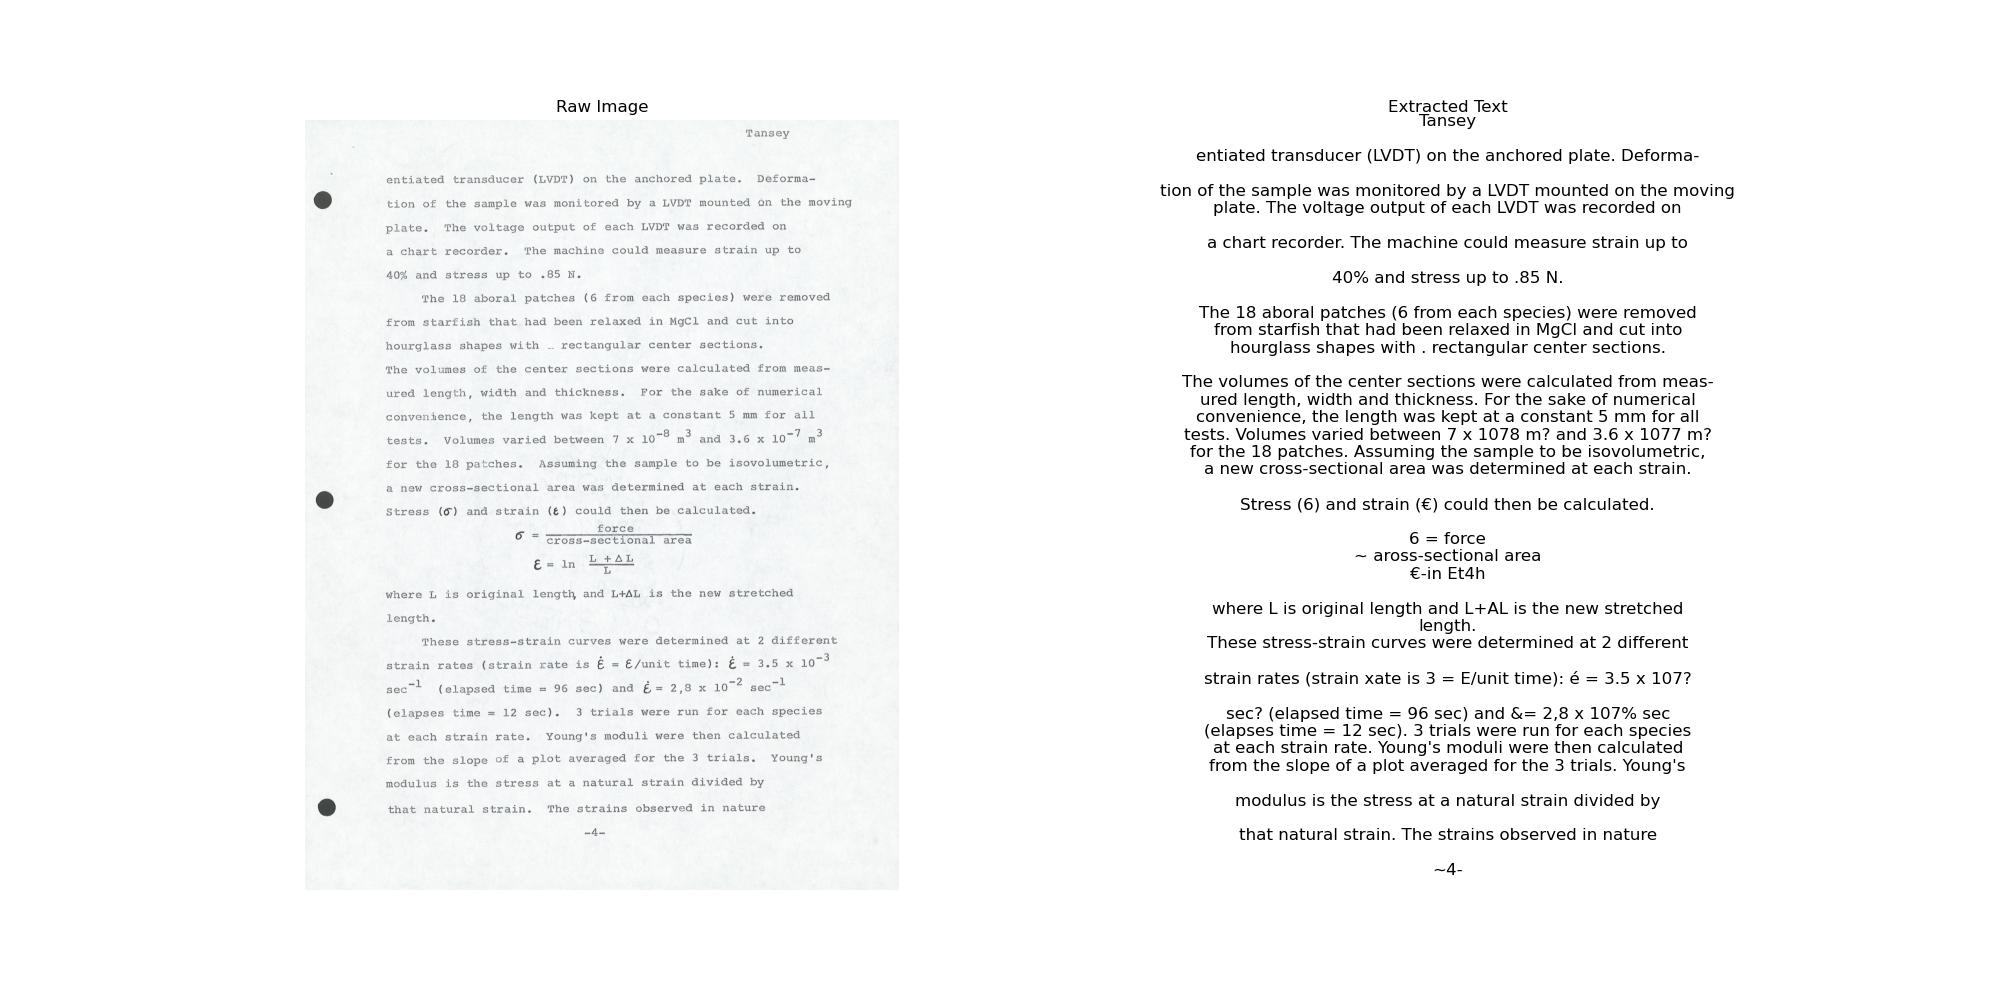 Raw Image
Tansey
entiated transducer (LVDT) on the anchored plate. Deforma-
tion of the sample was monitored by a LVDT mounted on the moving
plate. The voltage output of each LVDT was recorded on
a chart recorder. The machine could measure strain up to
40% and stress up to .85 N.
The 18 aboral patches (6 from each species) were removed
from starfish that had been relaxed in MgCl and cut into
hourglass shapes with _ rectangular center sections.
The volumes of the center sections were calculated from meas-
ured length, width and thickness. For the sake of numerical
convenience, the length was kept at a constant 5 mm for all
tests. Volumes varied between 7 x 10⁻⁸ m³ and 3.6 x 10⁻⁷ m³
for the 18 patches. Assuming the sample to be isovolumetric,
a new cross-sectional area was determined at each strain.
Stress (σ) and strain (ε) could then be calculated.
σ = force
cross-sectional area
ε = ln L + Δ L
L
where L is original length, and L+ΔL is the new stretched
length.
These stress-strain curves were determined at 2 different
strain rates (strain rate is ε̇ = ε/unit time): ε̇ = 3.5 x 10⁻³
sec⁻¹ (elapsed time = 96 sec) and ε̇ = 2,8 x 10⁻² sec⁻¹
(elapses time = 12 sec). 3 trials were run for each species
at each strain rate. Young's moduli were then calculated
from the slope of a plot averaged for the 3 trials. Young's
modulus is the stress at a natural strain divided by
that natural strain. The strains observed in nature
-4-
Extracted Text
Tansey
entiated transducer (LVDT) on the anchored plate. Deforma-
tion of the sample was monitored by a LVDT mounted on the moving
plate. The voltage output of each LVDT was recorded on
a chart recorder. The machine could measure strain up to
40% and stress up to .85 N.
The 18 aboral patches (6 from each species) were removed
from starfish that had been relaxed in MgCl and cut into
hourglass shapes with . rectangular center sections.
The volumes of the center sections were calculated from meas-
ured length, width and thickness. For the sake of numerical
convenience, the length was kept at a constant 5 mm for all
tests. Volumes varied between 7 x 1078 m? and 3.6 x 1077 m?
for the 18 patches. Assuming the sample to be isovolumetric,
a new cross-sectional area was determined at each strain.
Stress (6) and strain (€) could then be calculated.
6 = force
~ aross-sectional area
€-in Et4h
where L is original length and L+AL is the new stretched
length.
These stress-strain curves were determined at 2 different
strain rates (strain xate is 3 = E/unit time): é = 3.5 x 107?
sec? (elapsed time = 96 sec) and &= 2,8 x 107% sec
(elapses time = 12 sec). 3 trials were run for each species
at each strain rate. Young's moduli were then calculated
from the slope of a plot averaged for the 3 trials. Young's
modulus is the stress at a natural strain divided by
that natural strain. The strains observed in nature
~4-